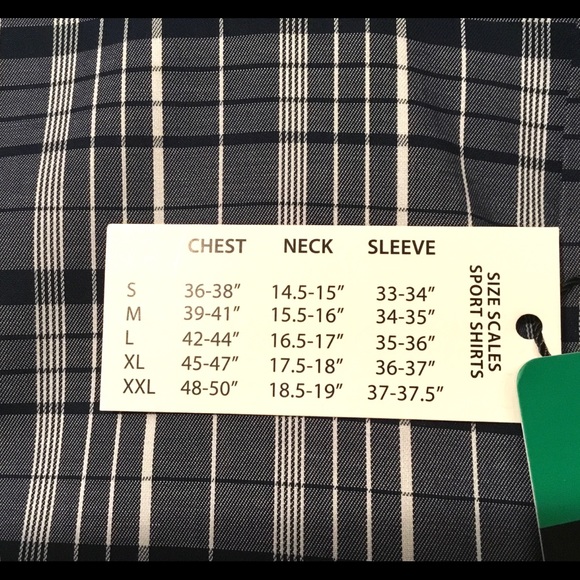 CHEST NECK SLEEVE
S 36-38" 14.5-15" 33-34"
M 39-41" 15.5-16" 34-35"
L 42-44" 16.5-17" 35-36"
XL 45-47" 17.5-18" 36-37"
XXL 48-50" 18.5-19" 37-37.5"
SIZE SCALES
SPORT SHIRTS